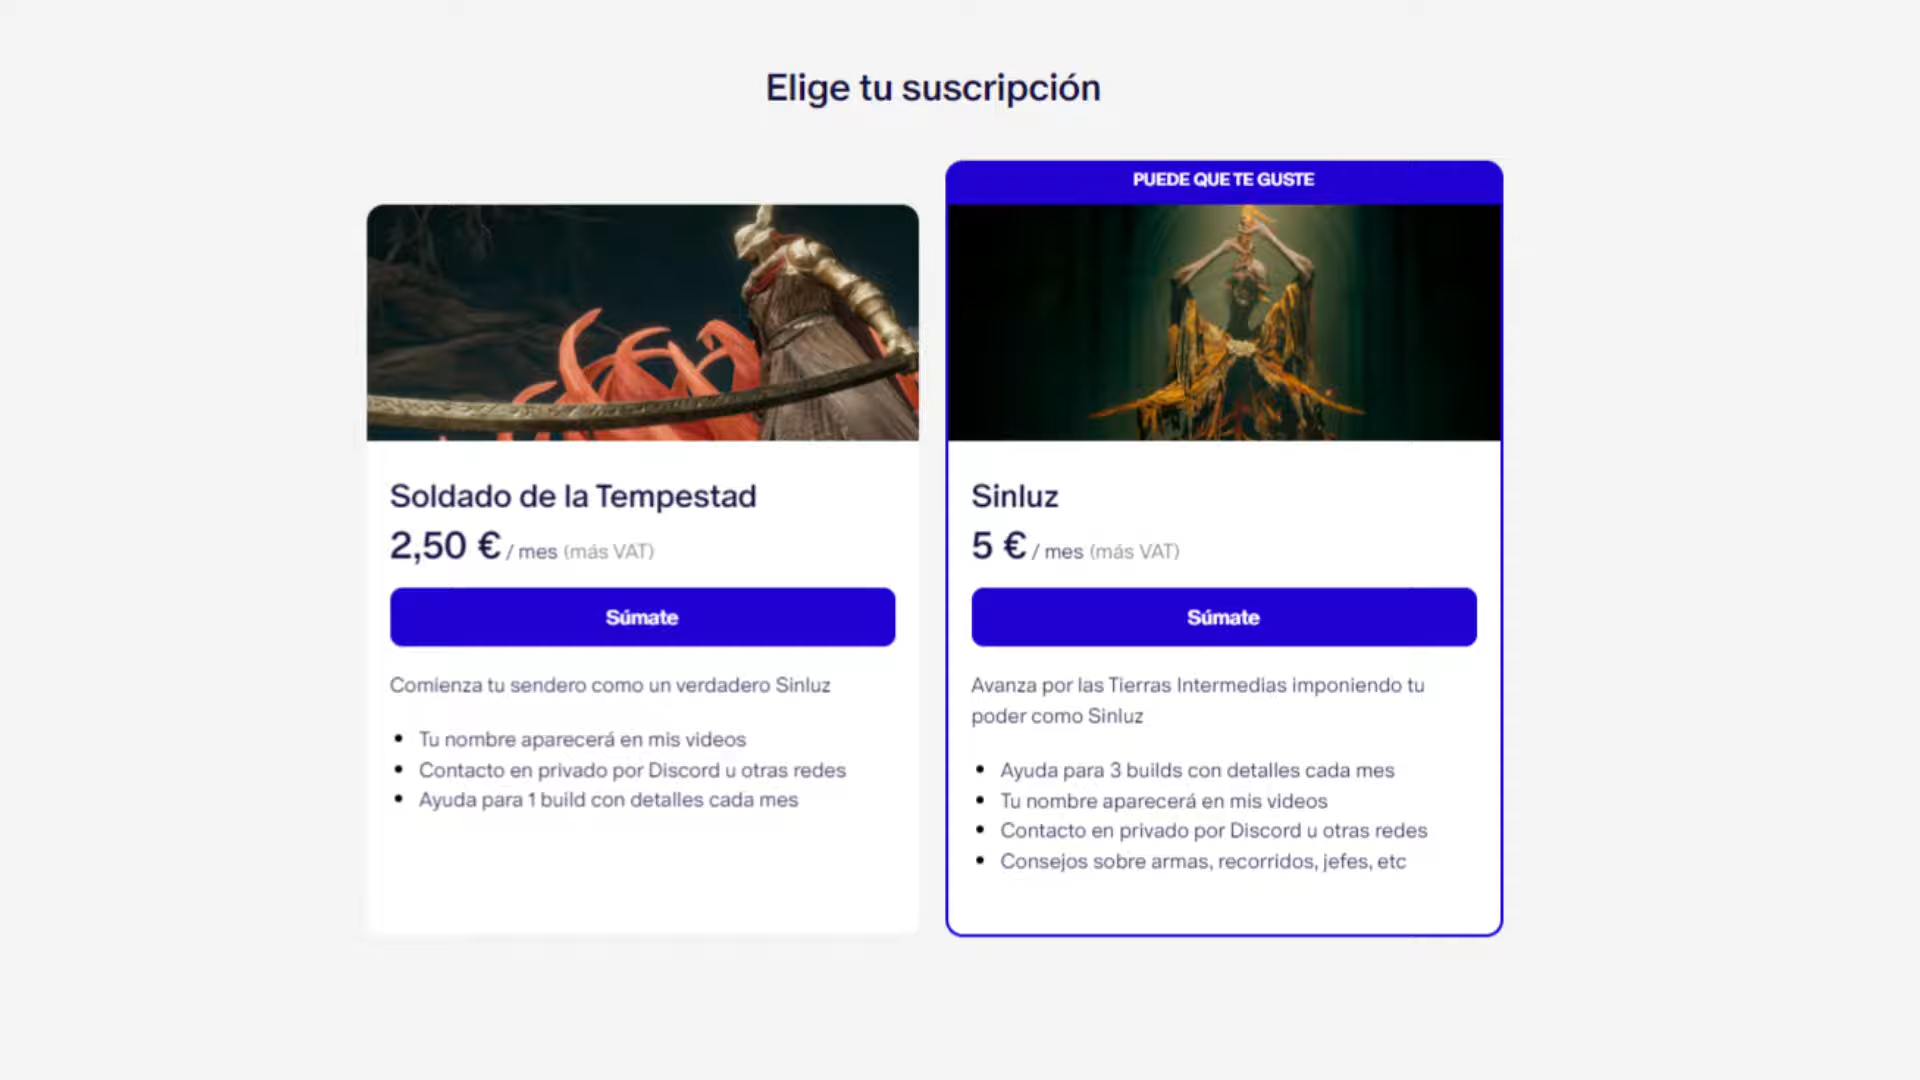 Elige tu suscripción
PUEDE QUE TE GUSTE
Soldado de la Tempestad
2,50 € / mes (más VAT)
Súmate
Comienza tu sendero como un verdadero Sinluz
• Tu nombre aparecerá en mis videos
• Contacto en privado por Discord u otras redes
• Ayuda para 1 build con detalles cada mes
Sinluz
5 € / mes (más VAT)
Súmate
Avanza por las Tierras Intermedias imponiendo tu
poder como Sinluz
• Ayuda para 3 builds con detalles cada mes
• Tu nombre aparecerá en mis videos
• Contacto en privado por Discord u otras redes
• Consejos sobre armas, recorridos, jefes, etc